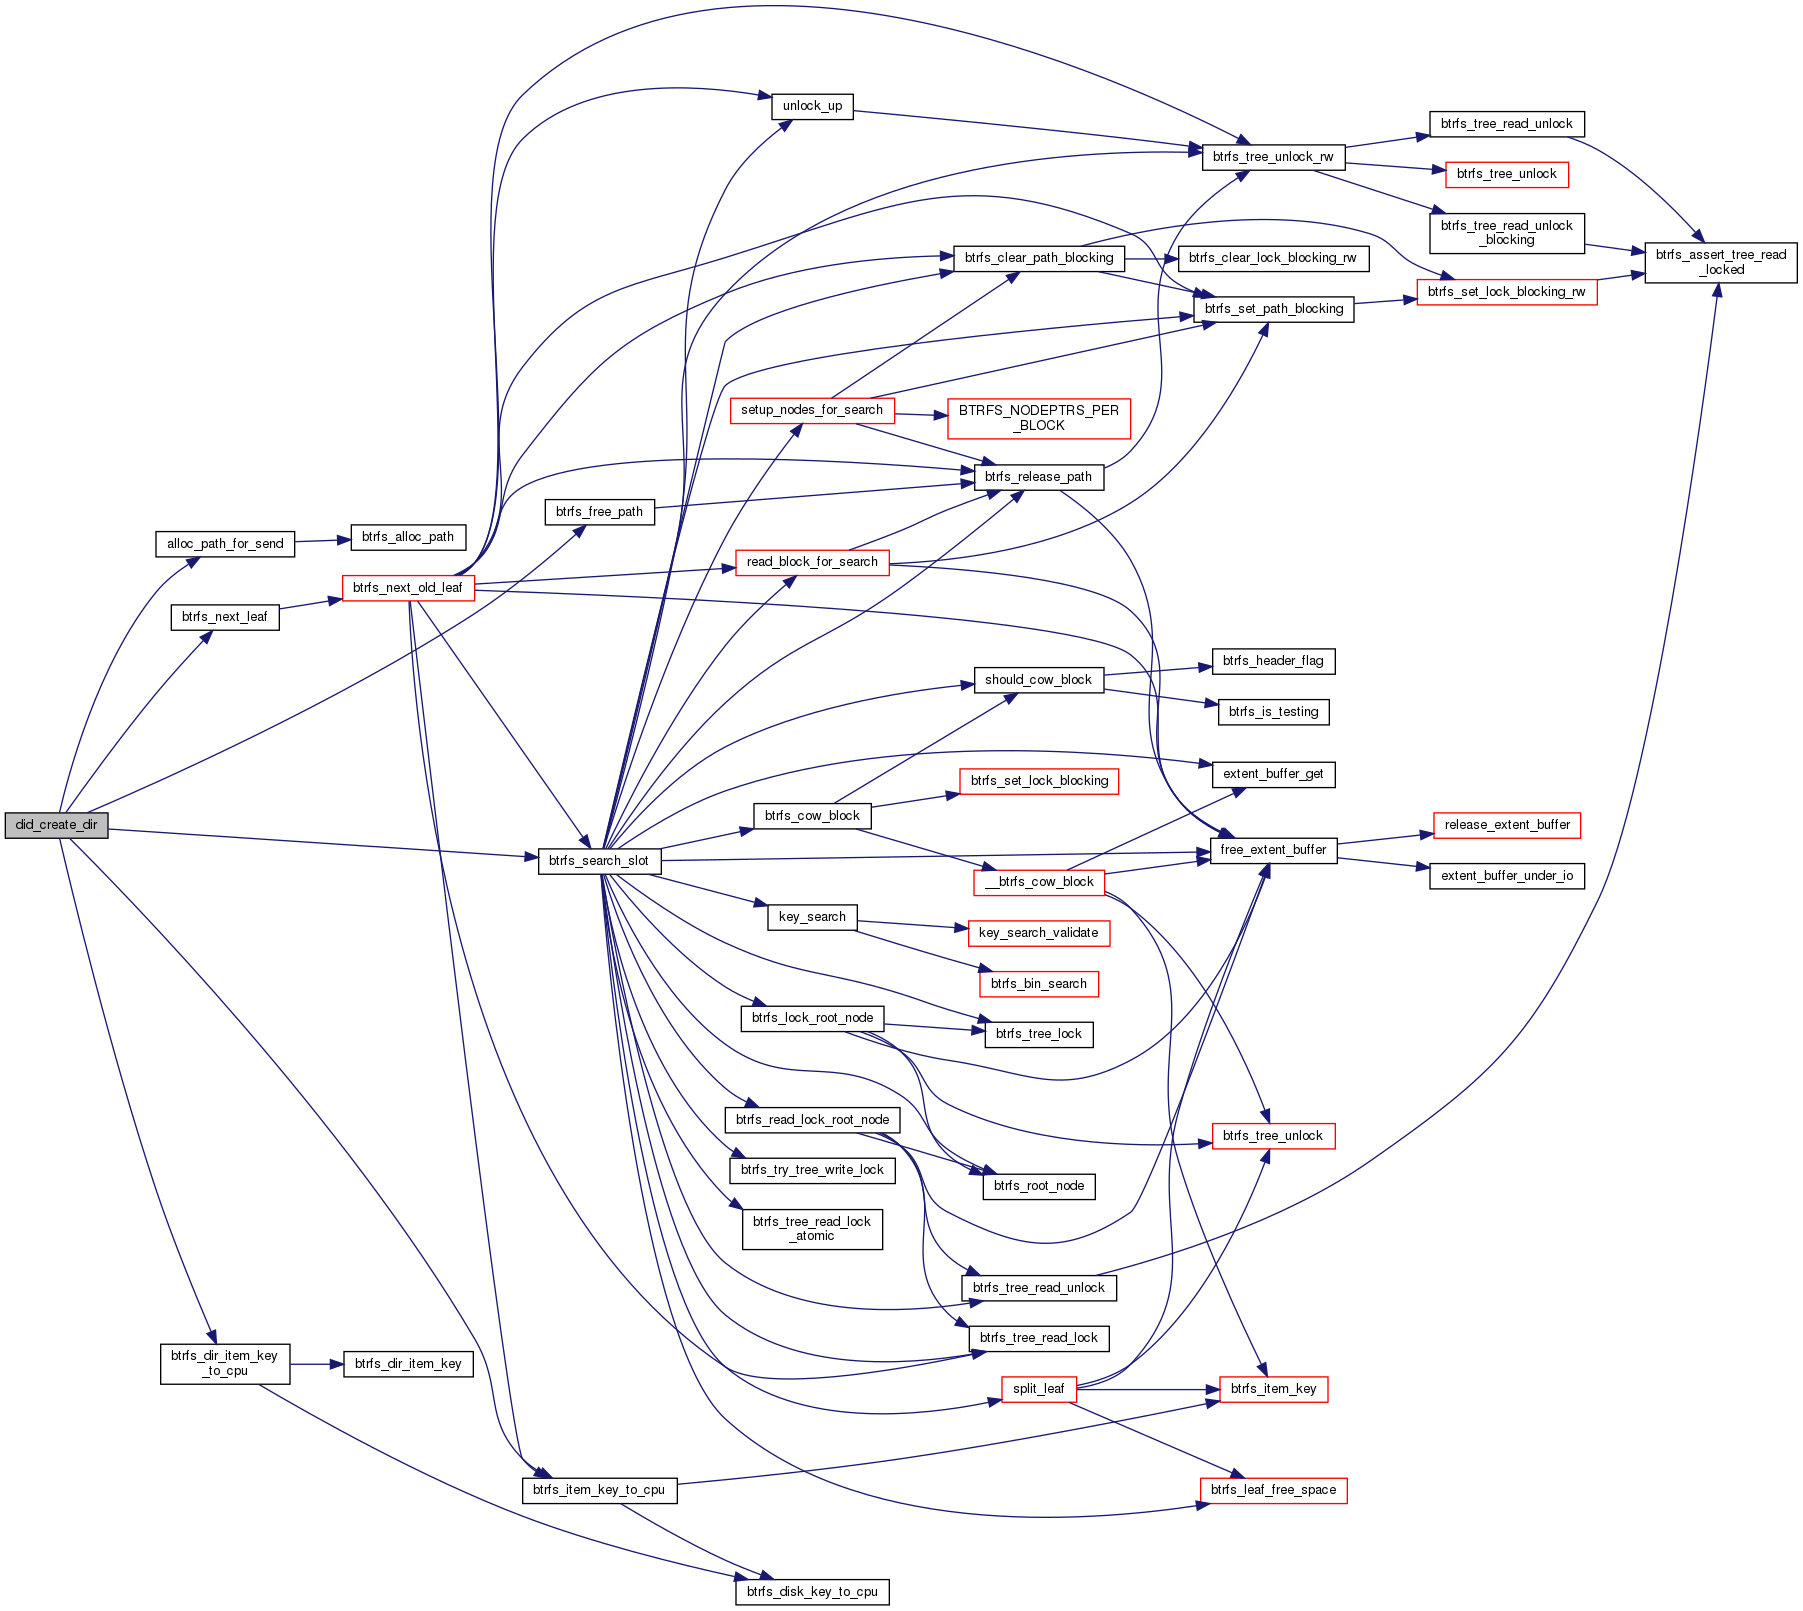 unlock_up
btrfs_tree_read_unlock
btrfs_tree_unlock_rw
btrfs_tree_unlock
btrfs_tree_read_unlock
_blocking
btrfs_assert_tree_read
_locked
btrfs_clear_path_blocking
btrfs_clear_lock_blocking_rw
btrfs_set_lock_blocking_rw
btrfs_set_path_blocking
setup_nodes_for_search
BTRFS_NODEPTRS_PER
_BLOCK
btrfs_release_path
btrfs_free_path
alloc_path_for_send
btrfs_alloc_path
read_block_for_search
btrfs_next_old_leaf
btrfs_next_leaf
btrfs_header_flag
should_cow_block
btrfs_is_testing
extent_buffer_get
btrfs_set_lock_blocking
btrfs_cow_block
did_create_dir
release_extent_buffer
free_extent_buffer
btrfs_search_slot
extent_buffer_under_io
__btrfs_cow_block
key_search
key_search_validate
btrfs_bin_search
btrfs_lock_root_node
btrfs_tree_lock
btrfs_read_lock_root_node
btrfs_tree_unlock
btrfs_try_tree_write_lock
btrfs_root_node
btrfs_tree_read_lock
_atomic
btrfs_tree_read_unlock
btrfs_tree_read_lock
btrfs_dir_item_key
_to_cpu
btrfs_dir_item_key
split_leaf
btrfs_item_key
btrfs_item_key_to_cpu
btrfs_leaf_free_space
btrfs_disk_key_to_cpu